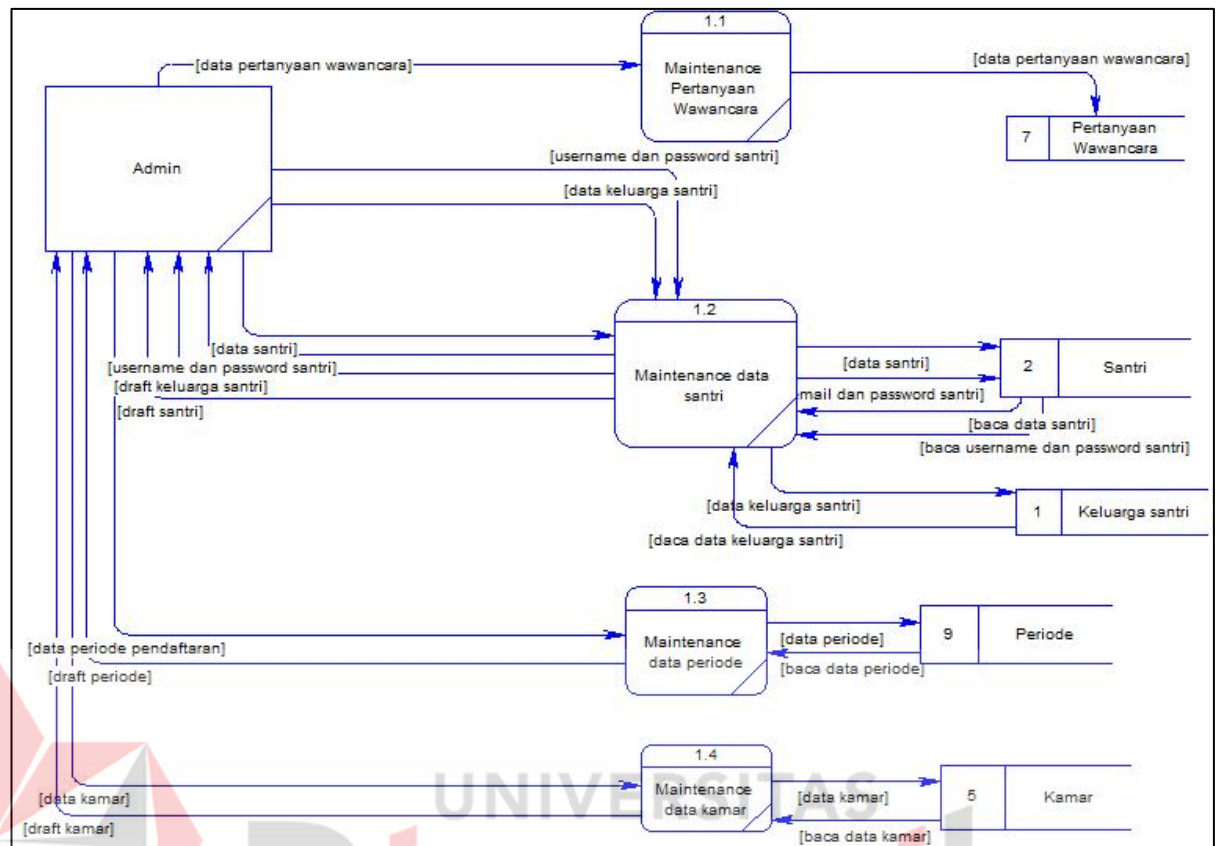 1.1
Maintenance
Pertanyaan
Wawancara
[data pertanyaan wawancara]
[data pertanyaan wawancara]
7
Pertanyaan
Wawancara
Admin
[username dan password santri]
[data keluarga santri]
1.2
Maintenance data
santri
[data santri]
[username dan password santri]
[draft keluarga santri]
[draft santri]
[data santri]
mail dan password santri]
2
Santri
[baca data santri]
[baca username dan password santri]
[data keluarga santri]
[daca data keluarga santri]
1
Keluarga santri
1.3
Maintenance
data periode
[data periode pendaftaran]
[draft periode]
[data periode]
[baca data periode]
9
Periode
1.4
Maintenance
data kamar
[data kamar]
[draft kamar]
[data kamar]
[baca data kamar]
5
Kamar
UNIVERSITAS